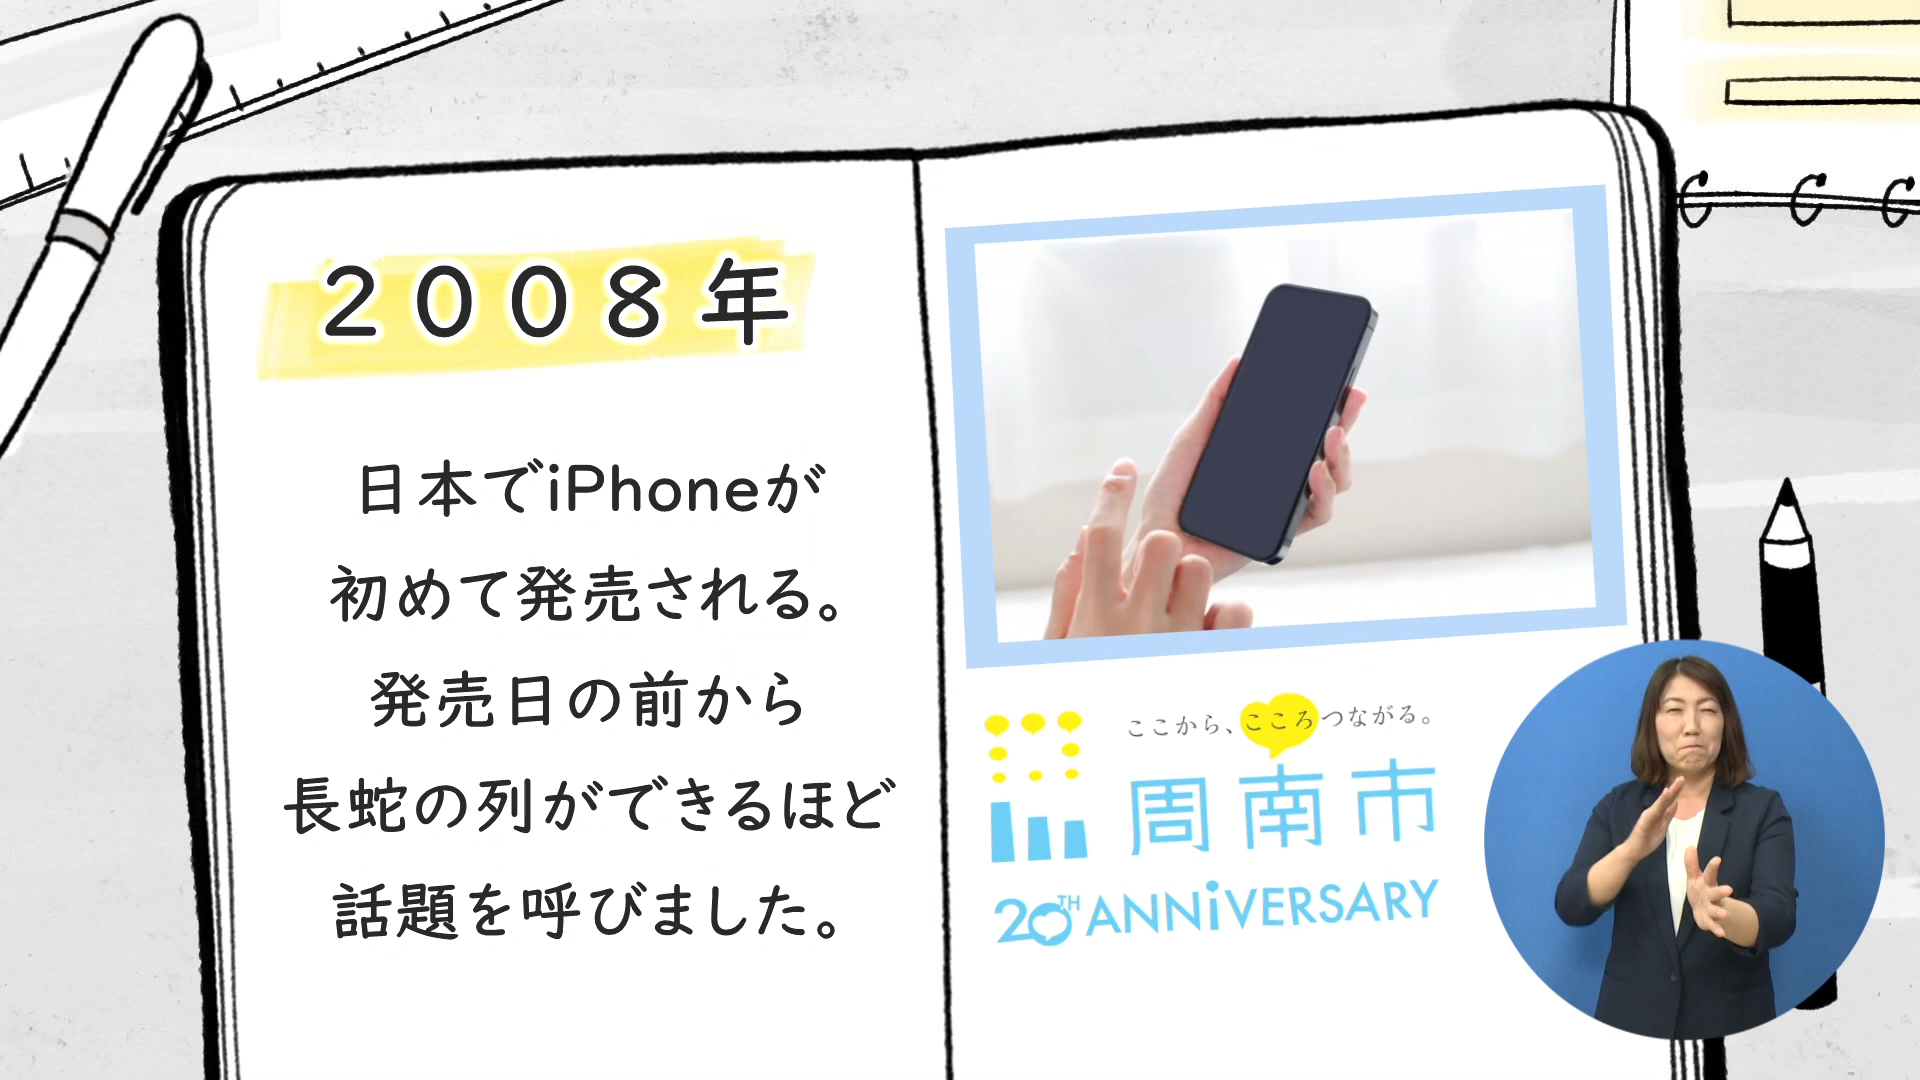 ２００８年
日本でiPhoneが
初めて発売される。
発売日の前から
長蛇の列ができるほど
話題を呼びました。
ここから、こころつながる。
周南市
20TH ANNiVERSARY